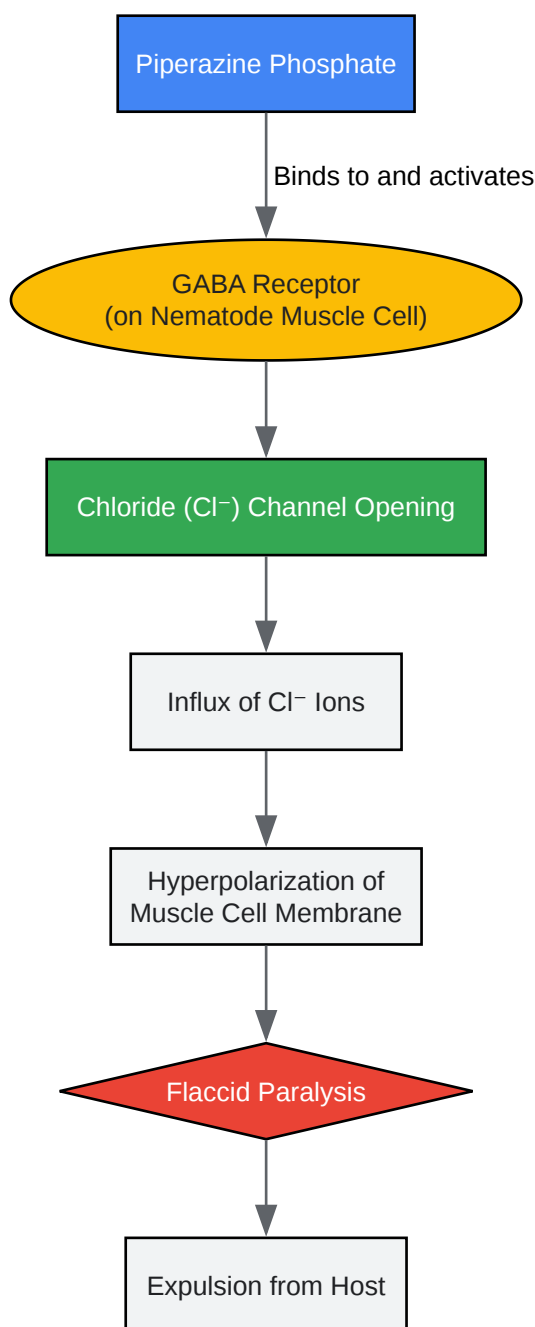 Piperazine Phosphate
Binds to and activates
GABA Receptor
(on Nematode Muscle Cell)
Chloride (Cl⁻) Channel Opening
Influx of Cl⁻ Ions
Hyperpolarization of
Muscle Cell Membrane
Flaccid Paralysis
Expulsion from Host